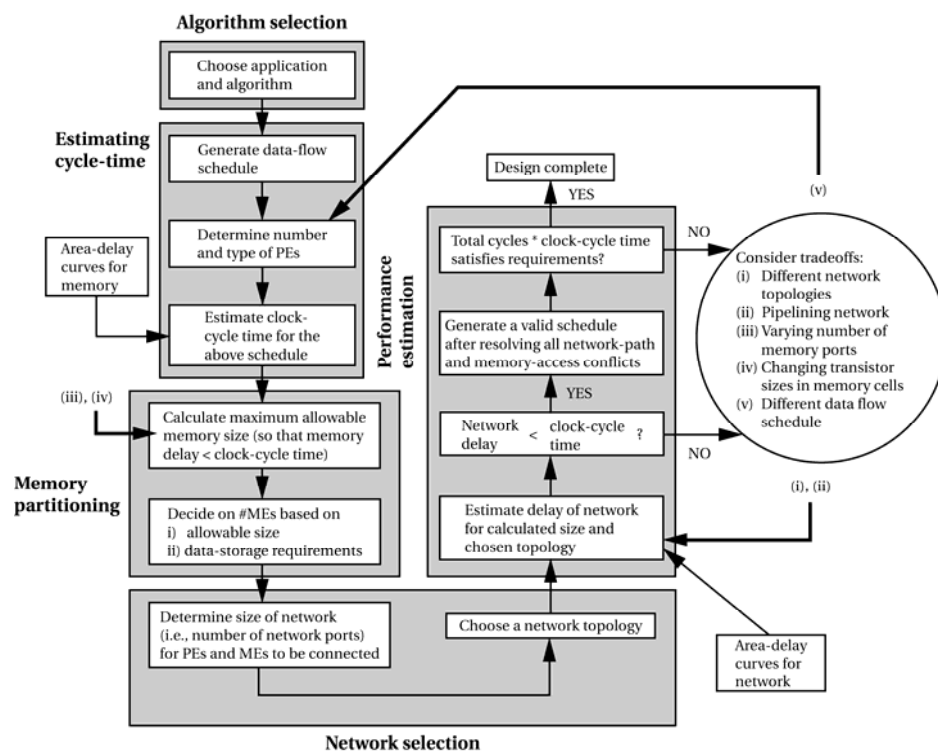 Algorithm selection
Choose application
and algorithm
Estimating
cycle-time
Generate data-flow
schedule
Determine number
and type of PEs
Area-delay
curves for
memory
Estimate clock-
cycle time for the
above schedule
(iii), (iv)
Calculate maximum allowable
memory size (so that memory
delay < clock-cycle time)
Memory
partitioning
Decide on #MEs based on
i) allowable size
ii) data-storage requirements
Determine size of network
(i.e., number of network ports)
for PEs and MEs to be connected
Network selection
Choose a network topology
Area-delay
curves for
network
Performance
estimation
Estimate delay of network
for calculated size and
chosen topology
Network delay < clock-cycle time ?
YES
NO
Generate a valid schedule
after resolving all network-path
and memory-access conflicts
Total cycles * clock-cycle time
satisfies requirements?
YES
NO
Design complete
(v)
Consider tradeoffs:
(i) Different network
topologies
(ii) Pipelining network
(iii) Varying number of
memory ports
(iv) Changing transistor
sizes in memory cells
(v) Different data flow
schedule
(i), (ii)